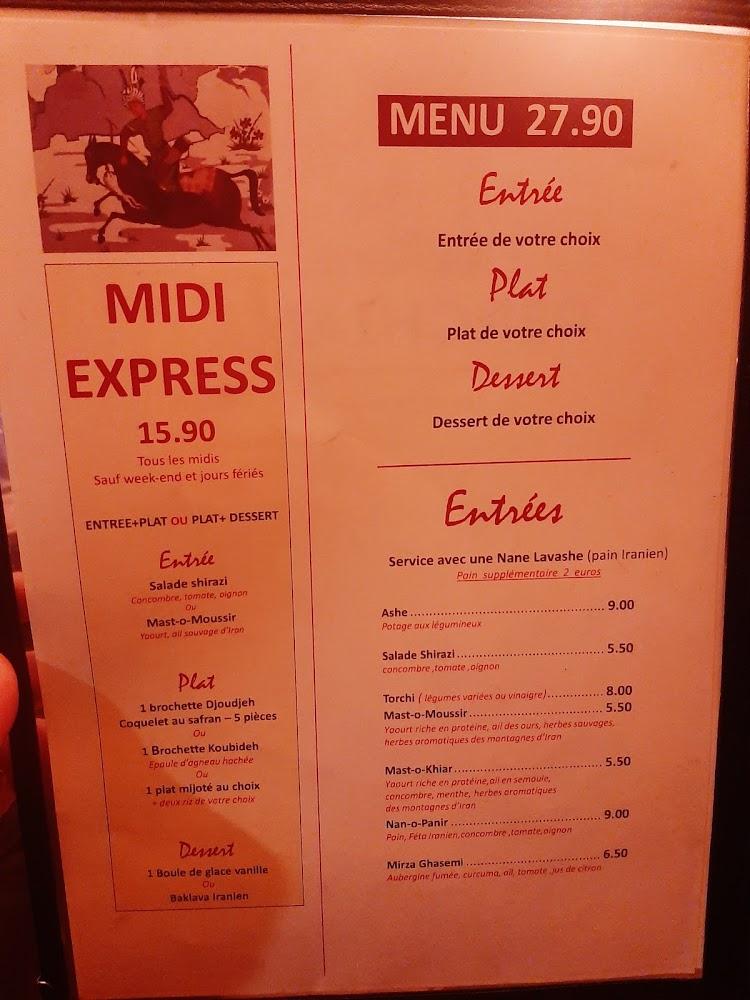 MIDI
EXPRESS
15.90
Tous les midis
Sauf week-end et jours fériés
ENTREE+PLAT OU PLAT+ DESSERT
Entrée
Salade shirazi
Concombre, tomate, oignon
Ou
Mast-o-Moussir
Yaourt, ail sauvage d'Iran
Plat
1 brochette Djoudjeh
Coquelet au safran – 5 pièces
Ou
1 Brochette Koubideh
Epaule d'agneau hachée
Ou
1 plat mijoté au choix
+ deux riz de votre choix
Dessert
1 Boule de glace vanille
Ou
Baklava Iranien
MENU 27.90
Entrée
Entrée de votre choix
Plat
Plat de votre choix
Dessert
Dessert de votre choix
Entrées
Service avec une Nane Lavashe (pain Iranien)
Pain supplémentaire 2 euros
Ashe ........................................ 9.00
Potage aux légumineux
Salade Shirazi ........................................ 5.50
concombre ,tomate ,oignon
Torchi ( légumes variées ou vinaigre) ............. 8.00
Mast-o-Moussir ........................................ 5.50
Yaourt riche en protéine, ail des ours, herbes sauvages,
herbes aromatiques des montagnes d'Iran
Mast-o-Khiar ........................................ 5.50
Yaourt riche en protéine,ail en semoule,
concombre, menthe, herbes aromatiques
des montagnes d'Iran
Nan-o-Panir ........................................ 9.00
Pain, Féta Iranien,concombre ,tomate,oignon
Mirza Ghasemi ........................................ 6.50
Aubergine fumée, curcuma, ail, tomate ,jus de citron